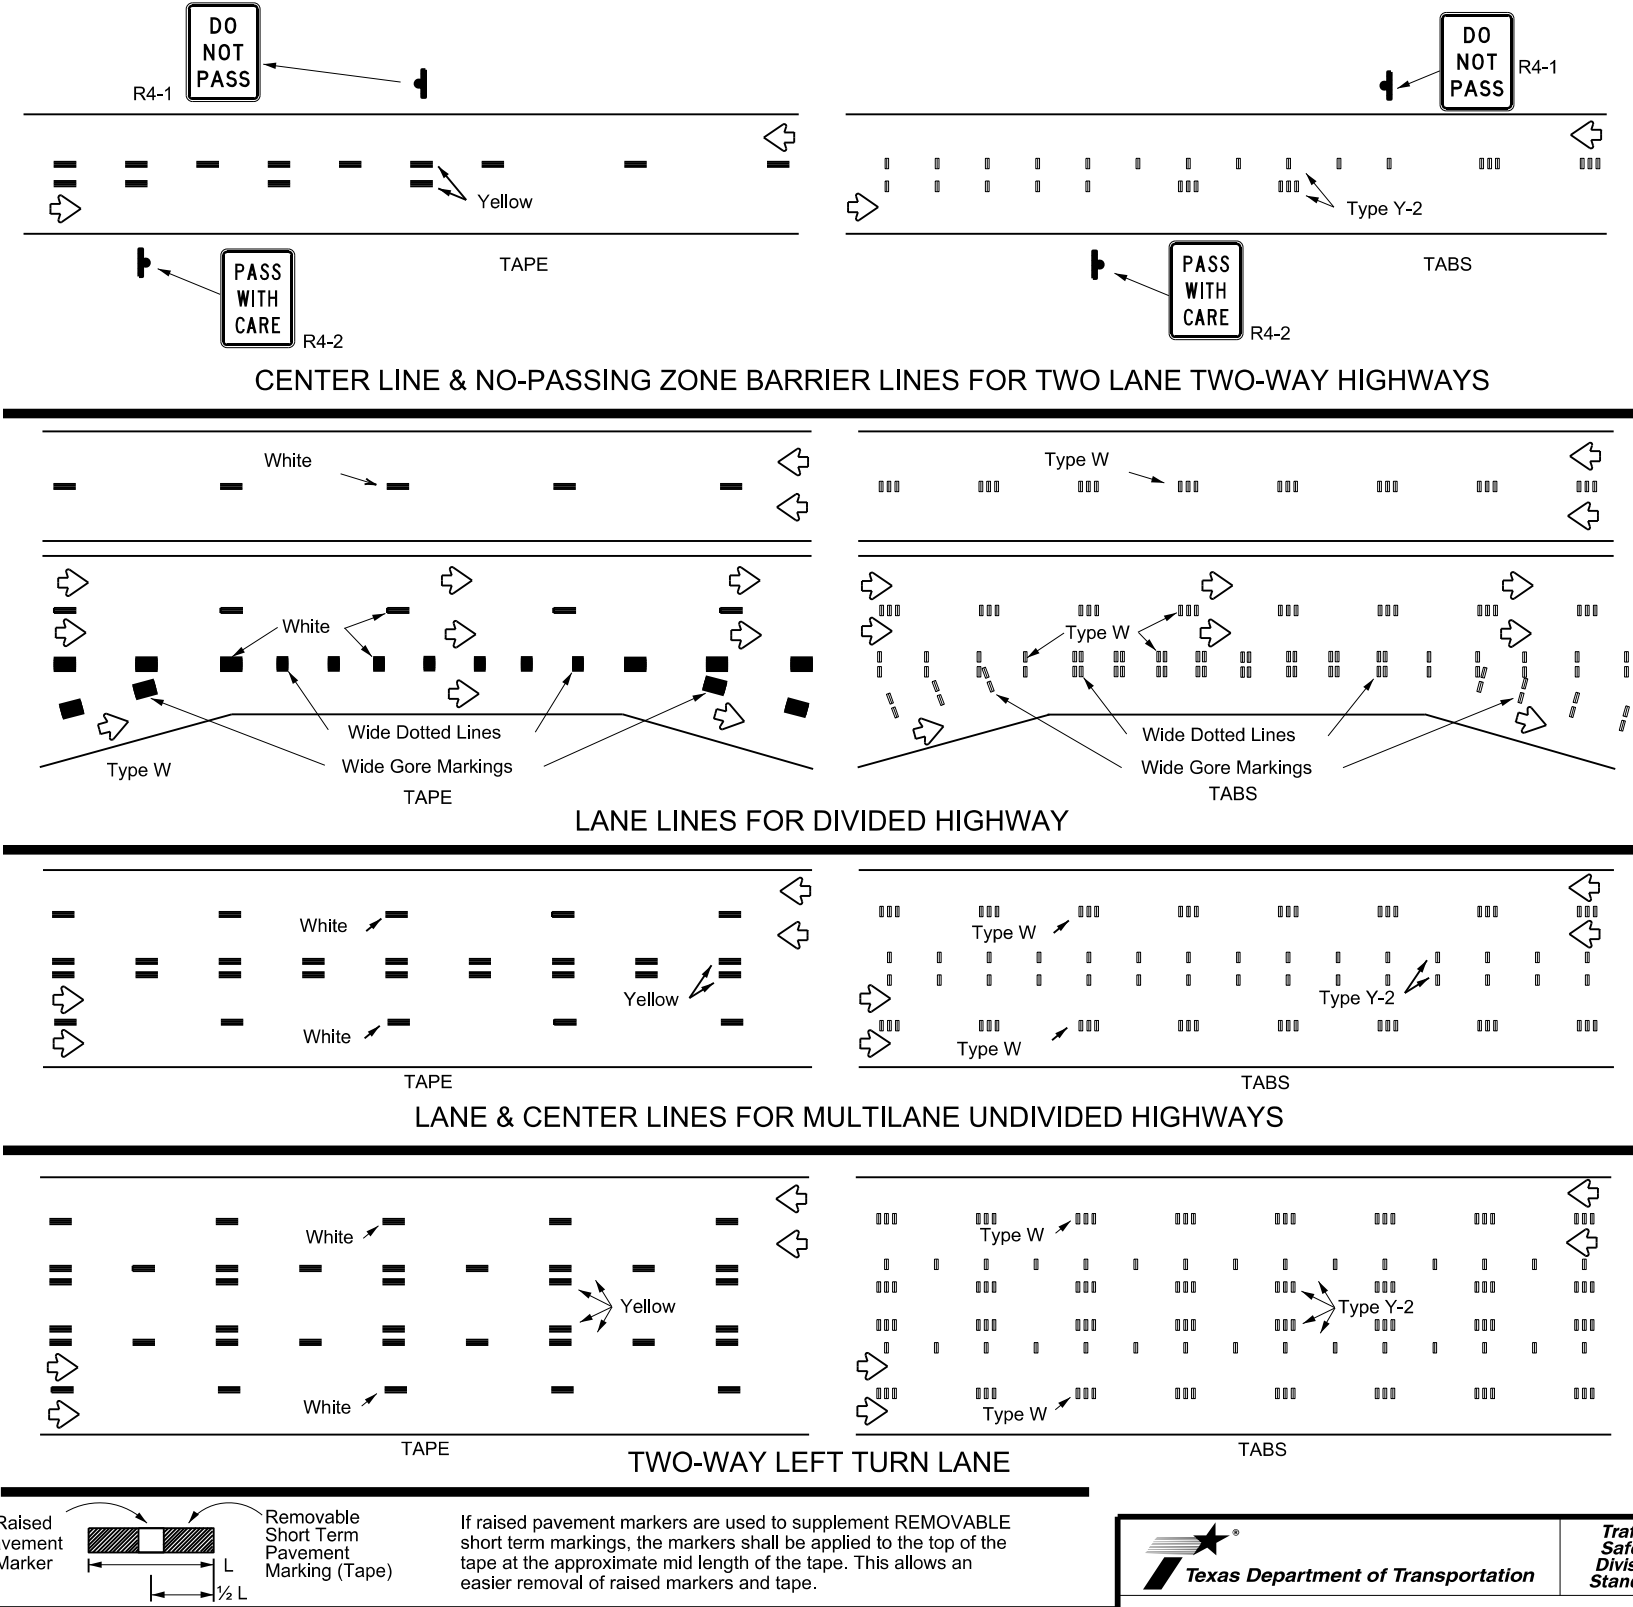 DO
NOT
PASS
R4-1
DO
NOT
PASS
R4-1
Yellow
Type Y-2
PASS
WITH
CARE
R4-2
TAPE
PASS
WITH
CARE
R4-2
TABS
CENTER LINE & NO-PASSING ZONE BARRIER LINES FOR TWO LANE TWO-WAY HIGHWAYS
White
Type W
White
Type W
Wide Dotted Lines
Wide Gore Markings
Type W
TAPE
Wide Dotted Lines
Wide Gore Markings
TABS
LANE LINES FOR DIVIDED HIGHWAY
White
Yellow
White
TAPE
Type W
Type Y-2
Type W
TABS
LANE & CENTER LINES FOR MULTILANE UNDIVIDED HIGHWAYS
White
Yellow
White
TAPE
Type W
Type Y-2
Type W
TABS
TWO-WAY LEFT TURN LANE
Raised
Marker
Removable
Short Term
Pavement
Marking (Tape)
L
½ L
If raised pavement markers are used to supplement REMOVABLE
short term markings, the markers shall be applied to the top of the
tape at the approximate mid length of the tape. This allows an
easier removal of raised markers and tape.
®
Texas Department of Transportation